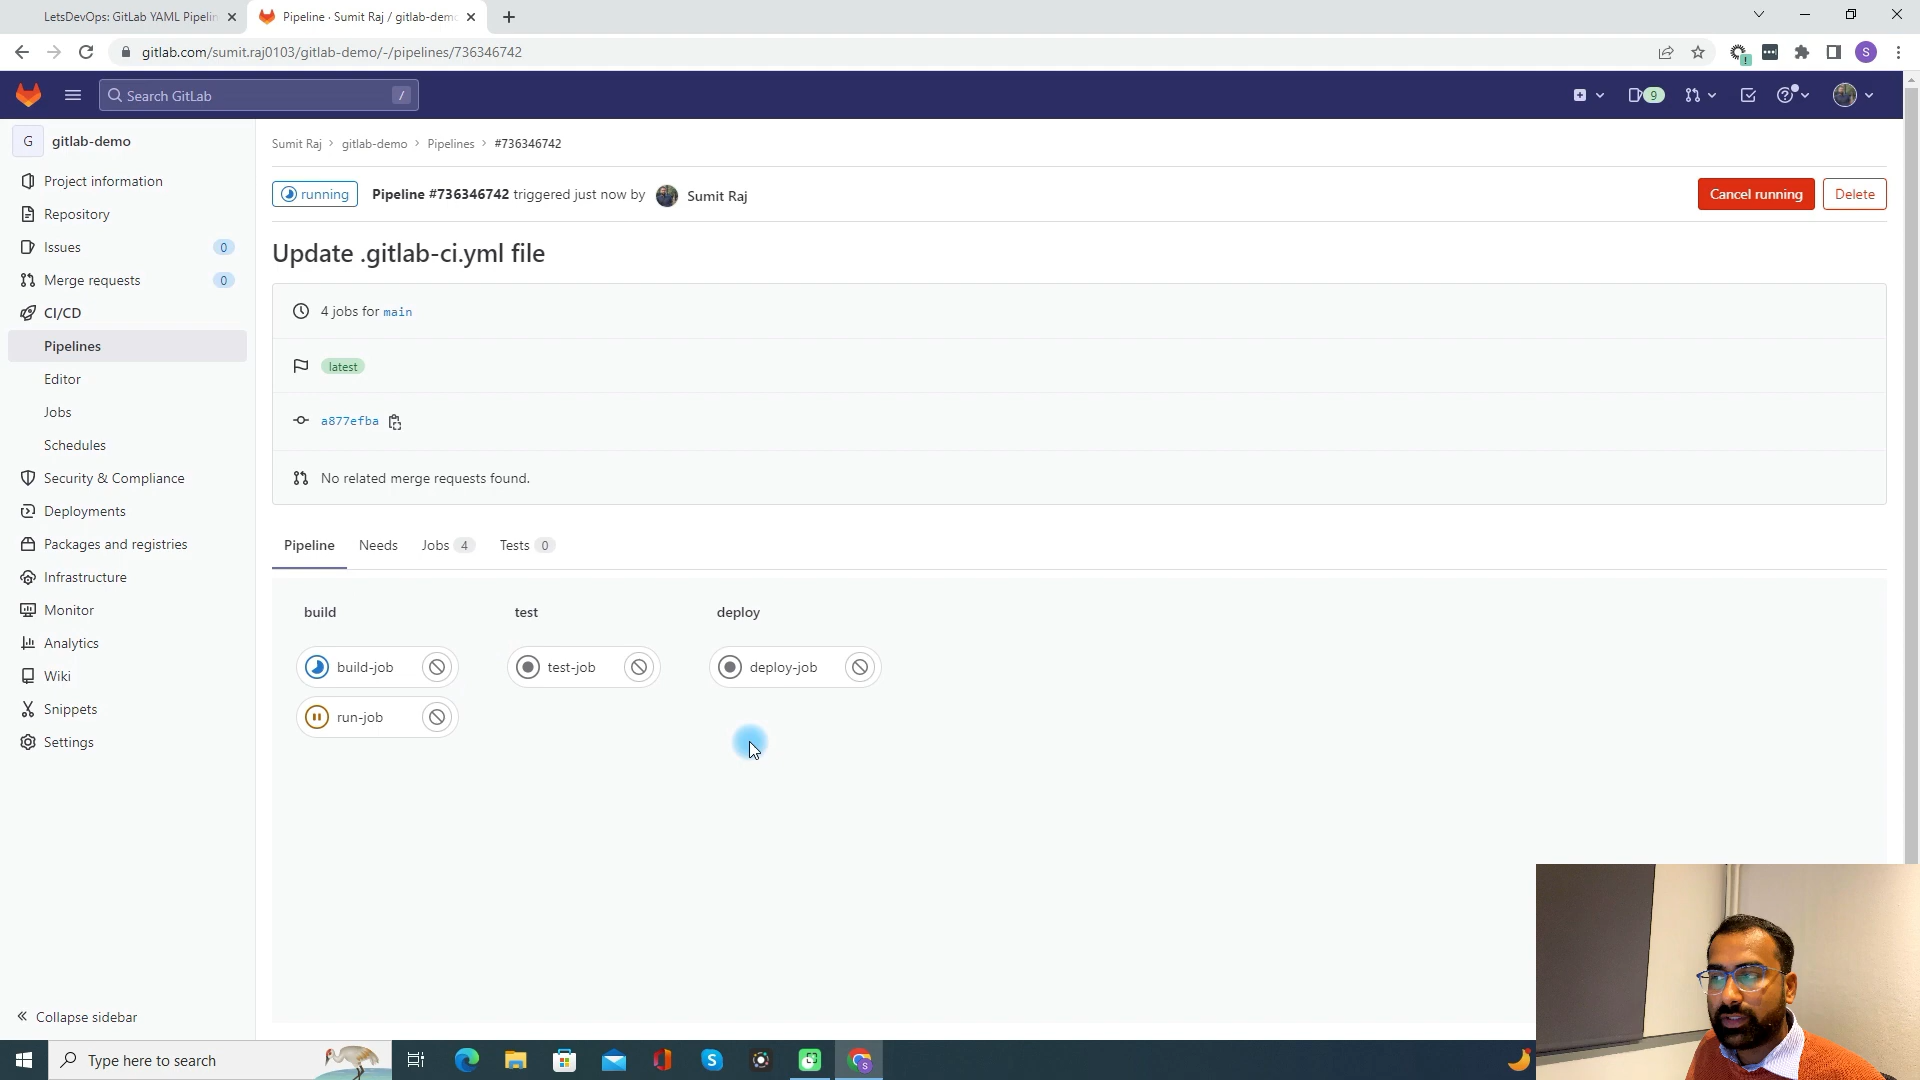 LetsDevOps: GitLab YAML Pipelin
Pipeline · Sumit Raj / gitlab-demo
gitlab.com/sumit.raj0103/gitlab-demo/-/pipelines/736346742
S
Search GitLab
/
9
G
gitlab-demo
Project information
Repository
Issues
0
Merge requests
0
CI/CD
Pipelines
Editor
Jobs
Schedules
Security & Compliance
Deployments
Packages and registries
Infrastructure
Monitor
Analytics
Wiki
Snippets
Settings
Collapse sidebar
Sumit Raj › gitlab-demo › Pipelines › #736346742
running
Pipeline #736346742 triggered just now by
Sumit Raj
Cancel running
Delete
Update .gitlab-ci.yml file
4 jobs for main
latest
a877efba
No related merge requests found.
Pipeline
Needs
Jobs 4
Tests 0
build
test
deploy
build-job
test-job
deploy-job
run-job
Type here to search